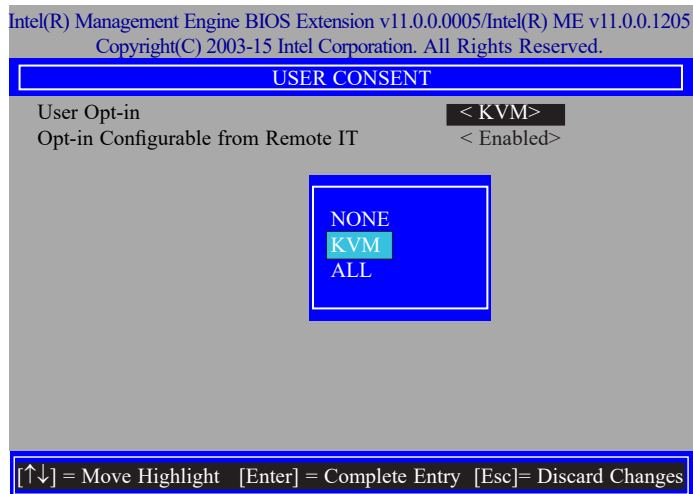 Intel(R) Management Engine BIOS Extension v11.0.0.0005/Intel(R) ME v11.0.0.1205
Copyright(C) 2003-15 Intel Corporation. All Rights Reserved.
USER CONSENT
User Opt-in < KVM>
Opt-in Configurable from Remote IT < Enabled>
NONE
KVM
ALL
[↑↓] = Move Highlight [Enter] = Complete Entry [Esc]= Discard Changes